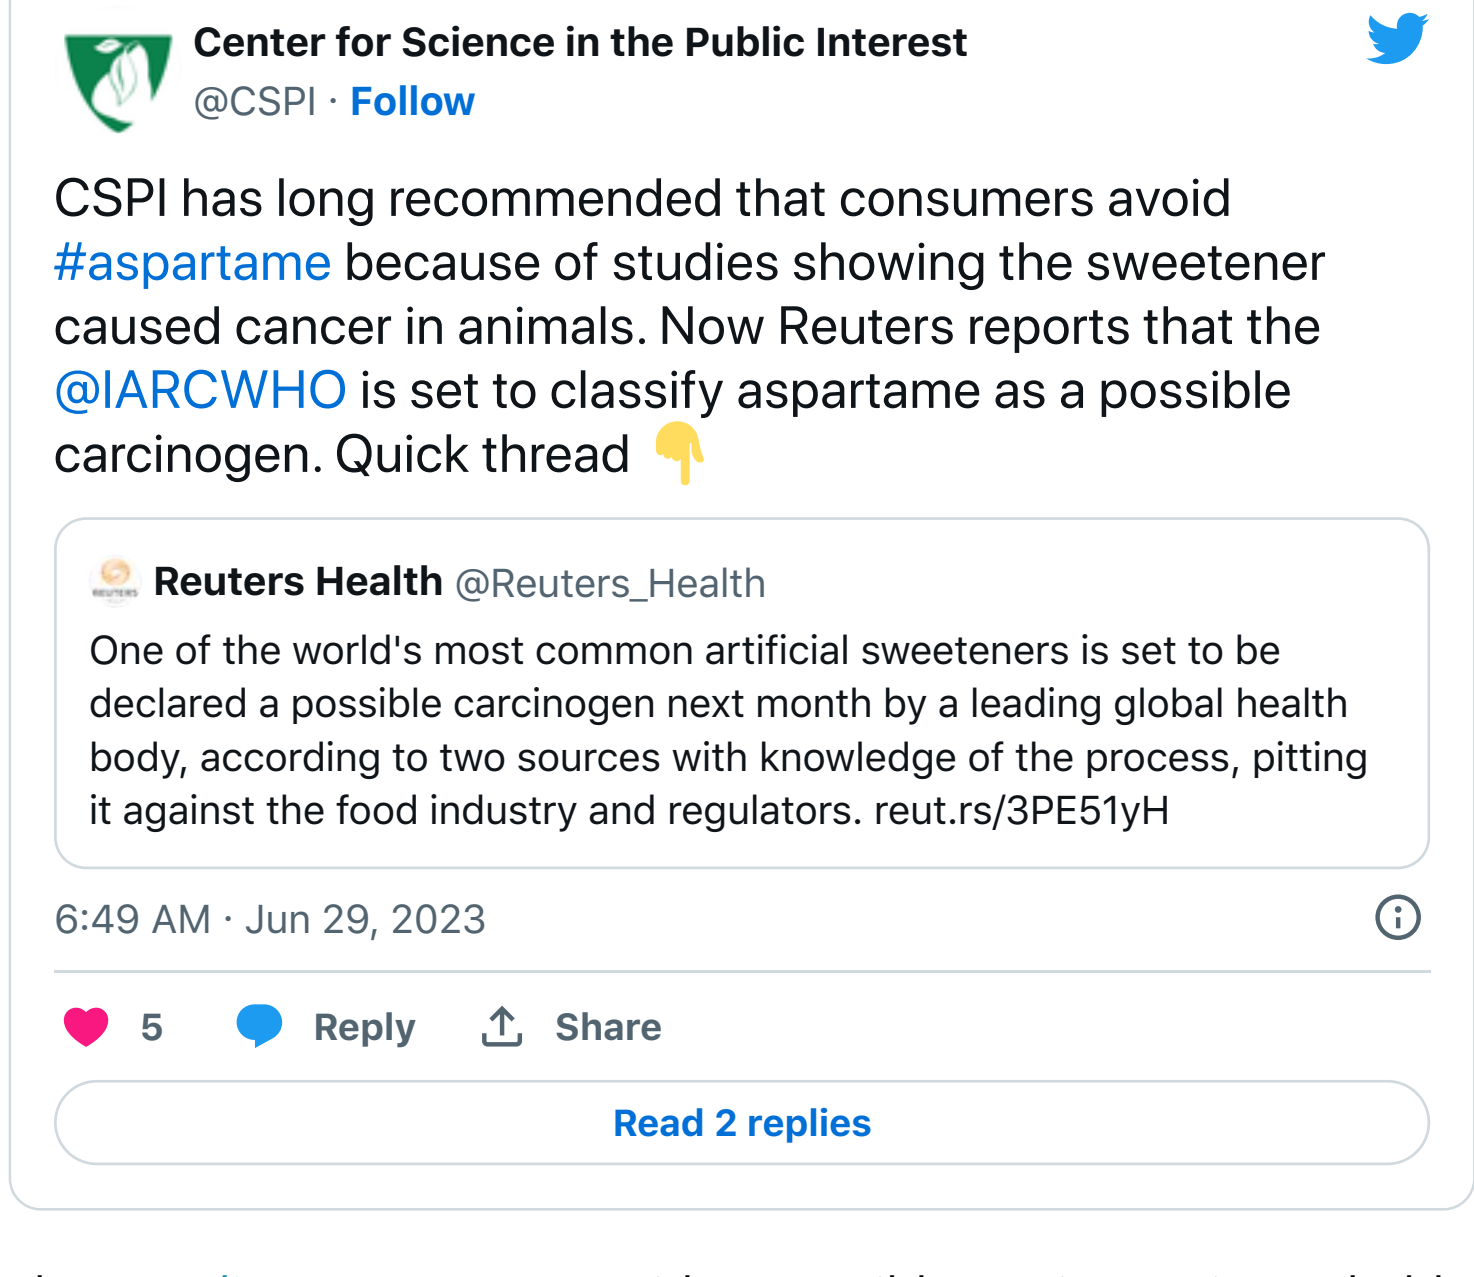 Center for Science in the Public Interest
@CSPI · Follow
CSPI has long recommended that consumers avoid
#aspartame because of studies showing the sweetener
caused cancer in animals. Now Reuters reports that the
@IARCWHO is set to classify aspartame as a possible
carcinogen. Quick thread 👇
REUTERS
Reuters Health @Reuters_Health
One of the world's most common artificial sweeteners is set to be
declared a possible carcinogen next month by a leading global health
body, according to two sources with knowledge of the process, pitting
it against the food industry and regulators. reut.rs/3PE51yH
6:49 AM · Jun 29, 2023
5 Reply Share
Read 2 replies